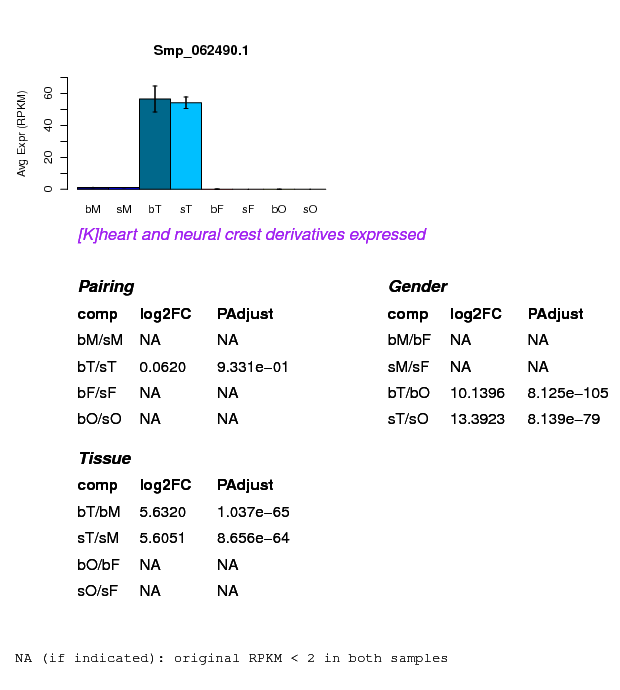 Smp_062490.1
Avg Expr (RPKM)
0 20 40 60
bM sM bT sT bF sF bO sO
[K]heart and neural crest derivatives expressed
Pairing
comp log2FC PAdjust
bM/sM NA NA
bT/sT 0.0620 9.331e−01
bF/sF NA NA
bO/sO NA NA
Gender
comp log2FC PAdjust
bM/bF NA NA
sM/sF NA NA
bT/bO 10.1396 8.125e−105
sT/sO 13.3923 8.139e−79
Tissue
comp log2FC PAdjust
bT/bM 5.6320 1.037e−65
sT/sM 5.6051 8.656e−64
bO/bF NA NA
sO/sF NA NA
NA (if indicated): original RPKM < 2 in both samples